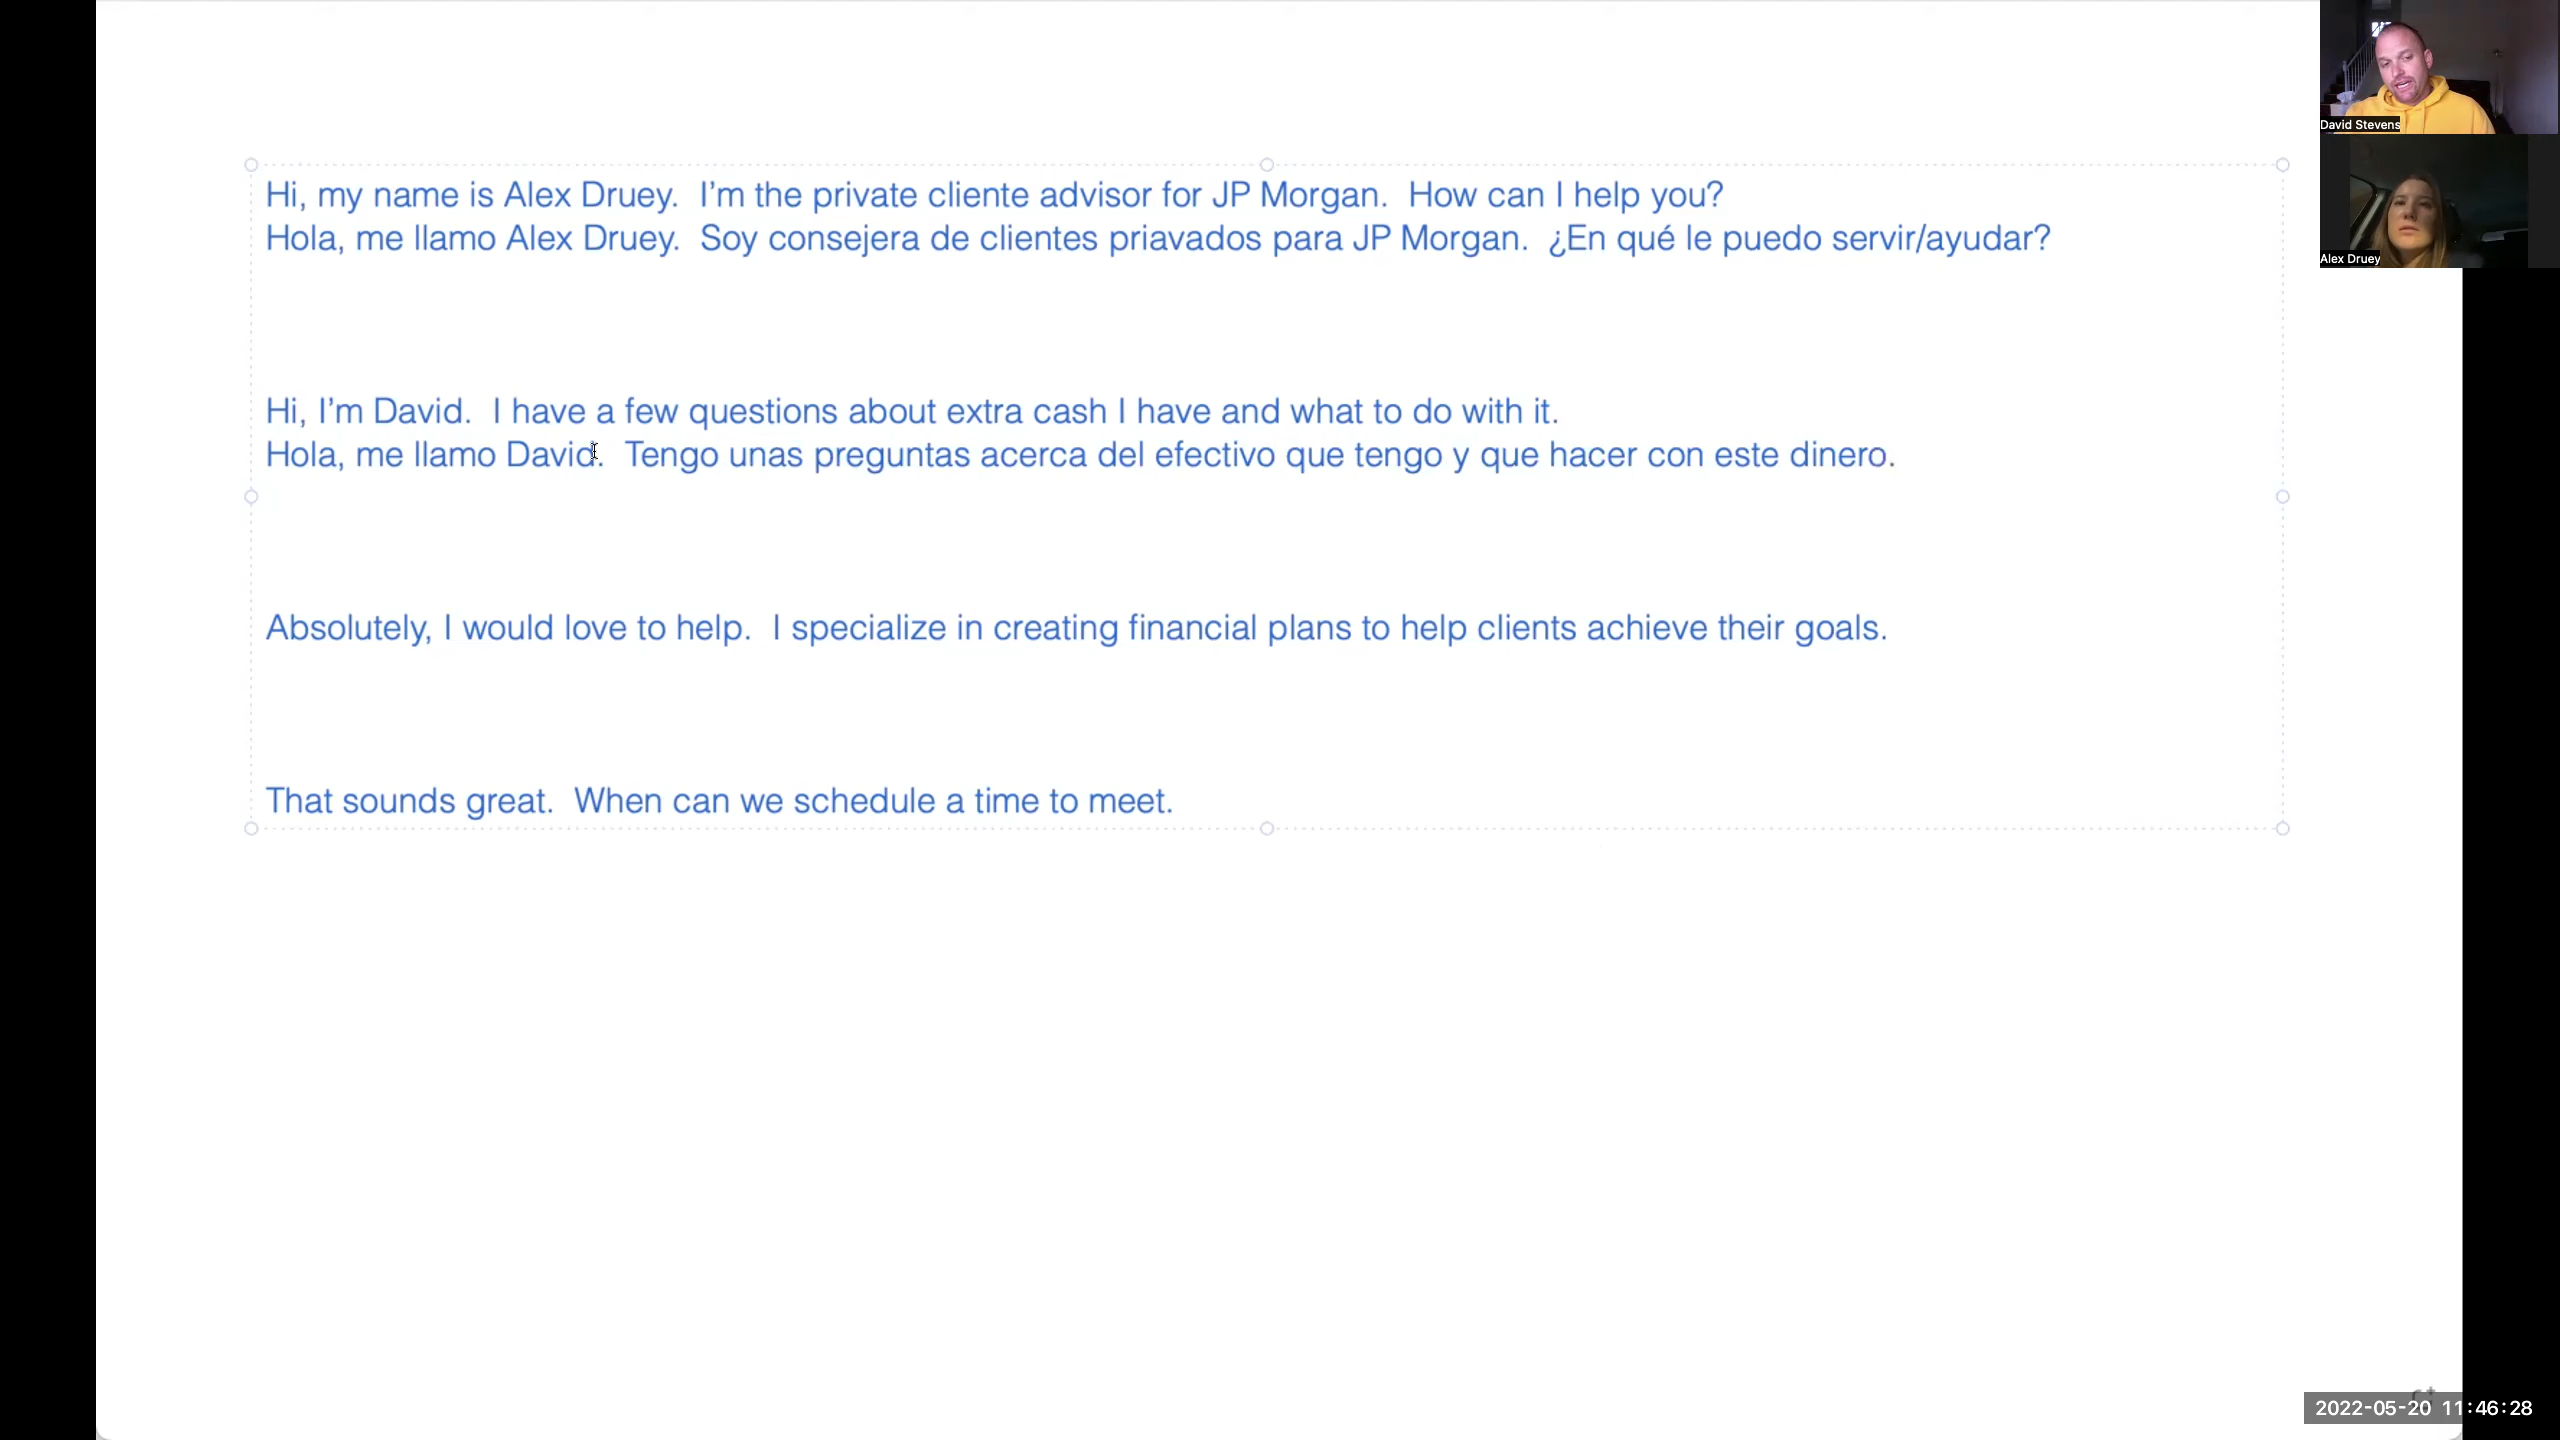 David Stevens
Alex Druey
Hi, my name is Alex Druey.  I’m the private cliente advisor for JP Morgan.  How can I help you?
Hola, me llamo Alex Druey.  Soy consejera de clientes priavados para JP Morgan.  ¿En qué le puedo servir/ayudar?
Hi, I’m David.  I have a few questions about extra cash I have and what to do with it.
Hola, me llamo David.  Tengo unas preguntas acerca del efectivo que tengo y que hacer con este dinero.
Absolutely, I would love to help.  I specialize in creating financial plans to help clients achieve their goals.
That sounds great.  When can we schedule a time to meet.
2022-05-20 11:46:28